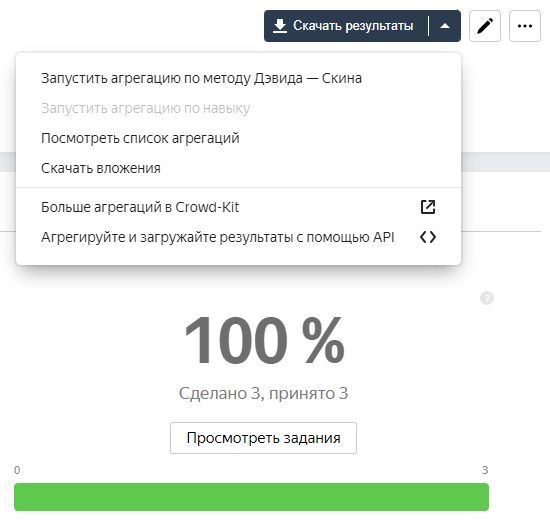 Скачать результаты
Запустить агрегацию по методу Дэвида — Скина
Запустить агрегацию по навыку
Посмотреть список агрегаций
Скачать вложения
Больше агрегаций в Crowd-Kit
Агрегируйте и загружайте результаты с помощью API
?
100 %
Сделано 3, принято 3
Просмотреть задания
0 3